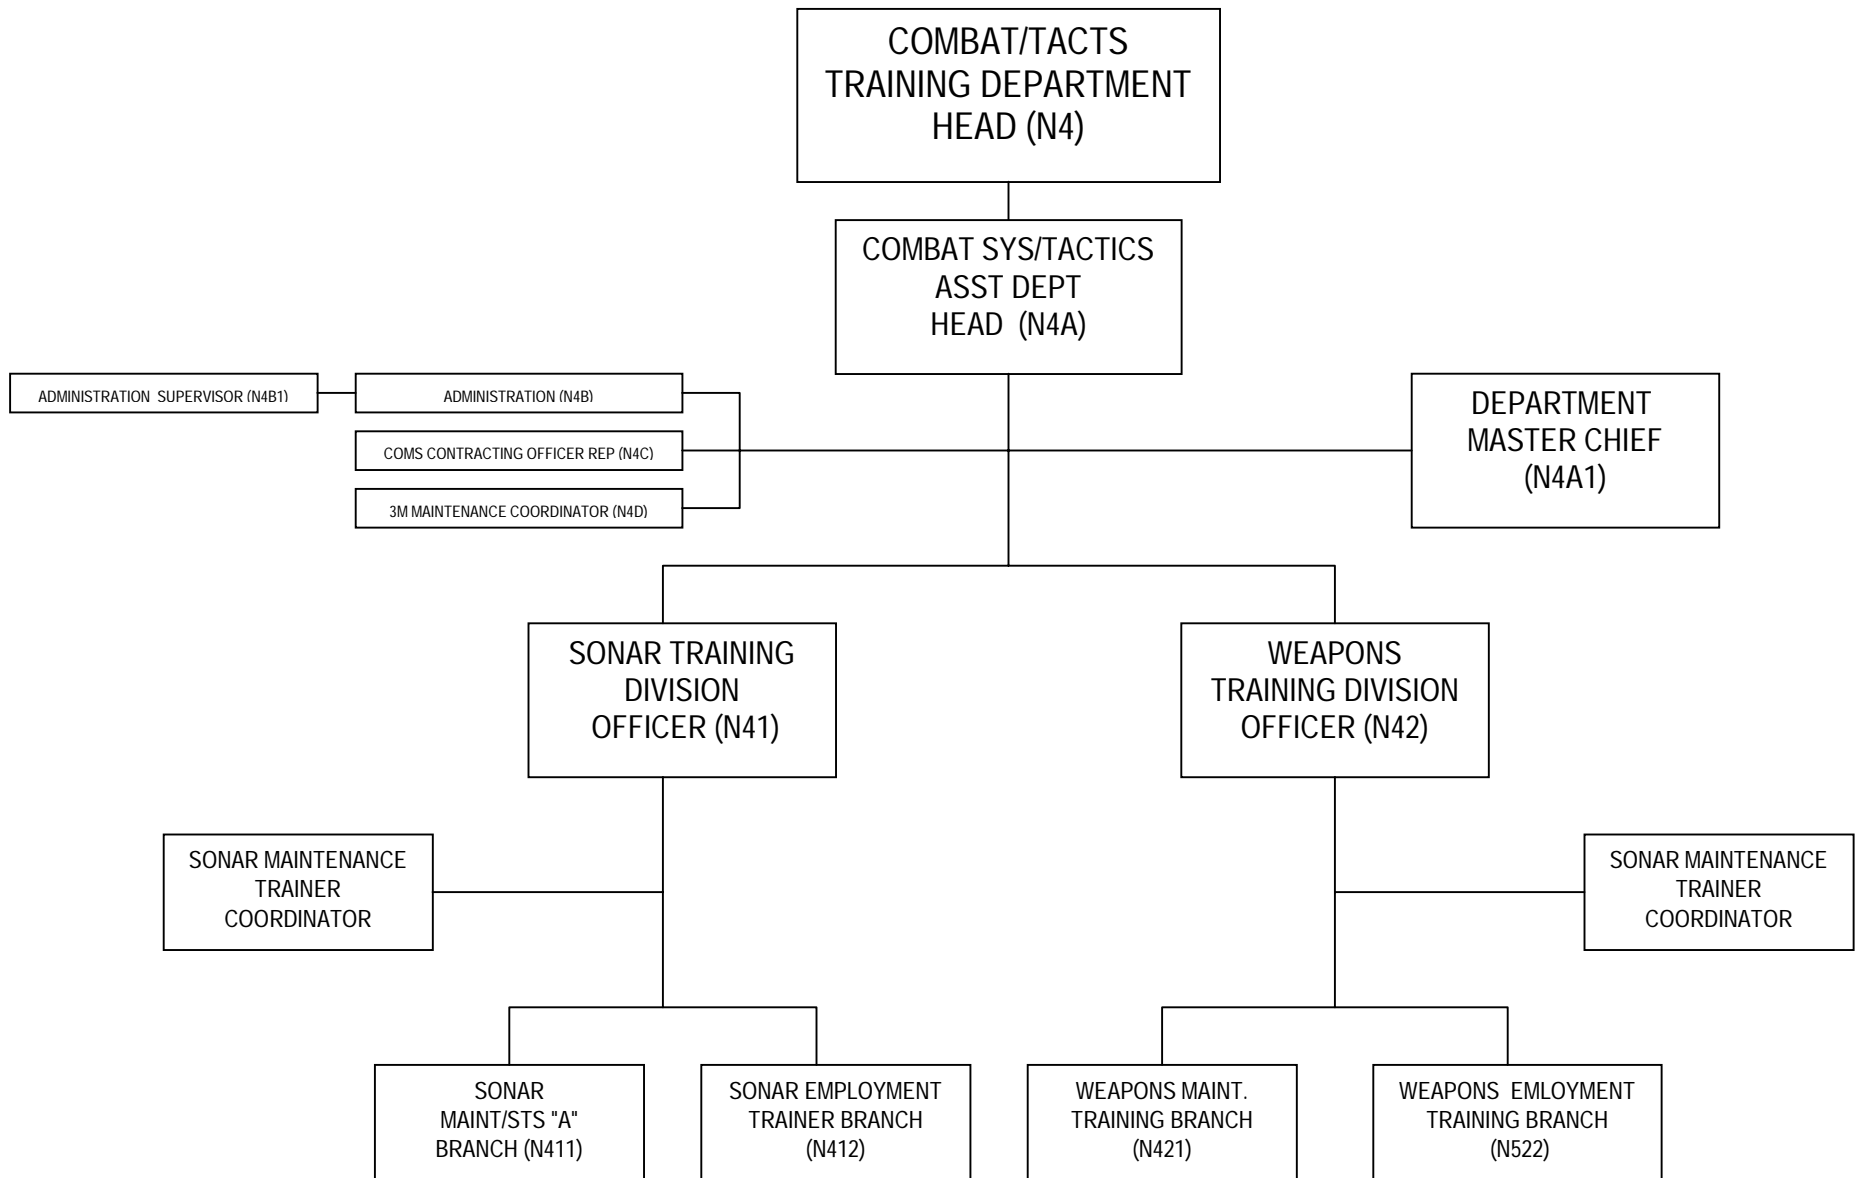 COMBAT/TACTS
TRAINING DEPARTMENT
HEAD (N4)
COMBAT SYS/TACTICS
ASST DEPT
HEAD (N4A)
ADMINISTRATION SUPERVISOR (N4B1)
ADMINISTRATION (N4B)
COMS CONTRACTING OFFICER REP (N4C)
3M MAINTENANCE COORDINATOR (N4D)
DEPARTMENT
MASTER CHIEF
(N4A1)
SONAR TRAINING
DIVISION
OFFICER (N41)
WEAPONS
TRAINING DIVISION
OFFICER (N42)
SONAR MAINTENANCE
TRAINER
COORDINATOR
SONAR MAINTENANCE
TRAINER
COORDINATOR
SONAR
MAINT/STS "A"
BRANCH (N411)
SONAR EMPLOYMENT
TRAINER BRANCH
(N412)
WEAPONS MAINT.
TRAINING BRANCH
(N421)
WEAPONS EMLOYMENT
TRAINING BRANCH
(N522)